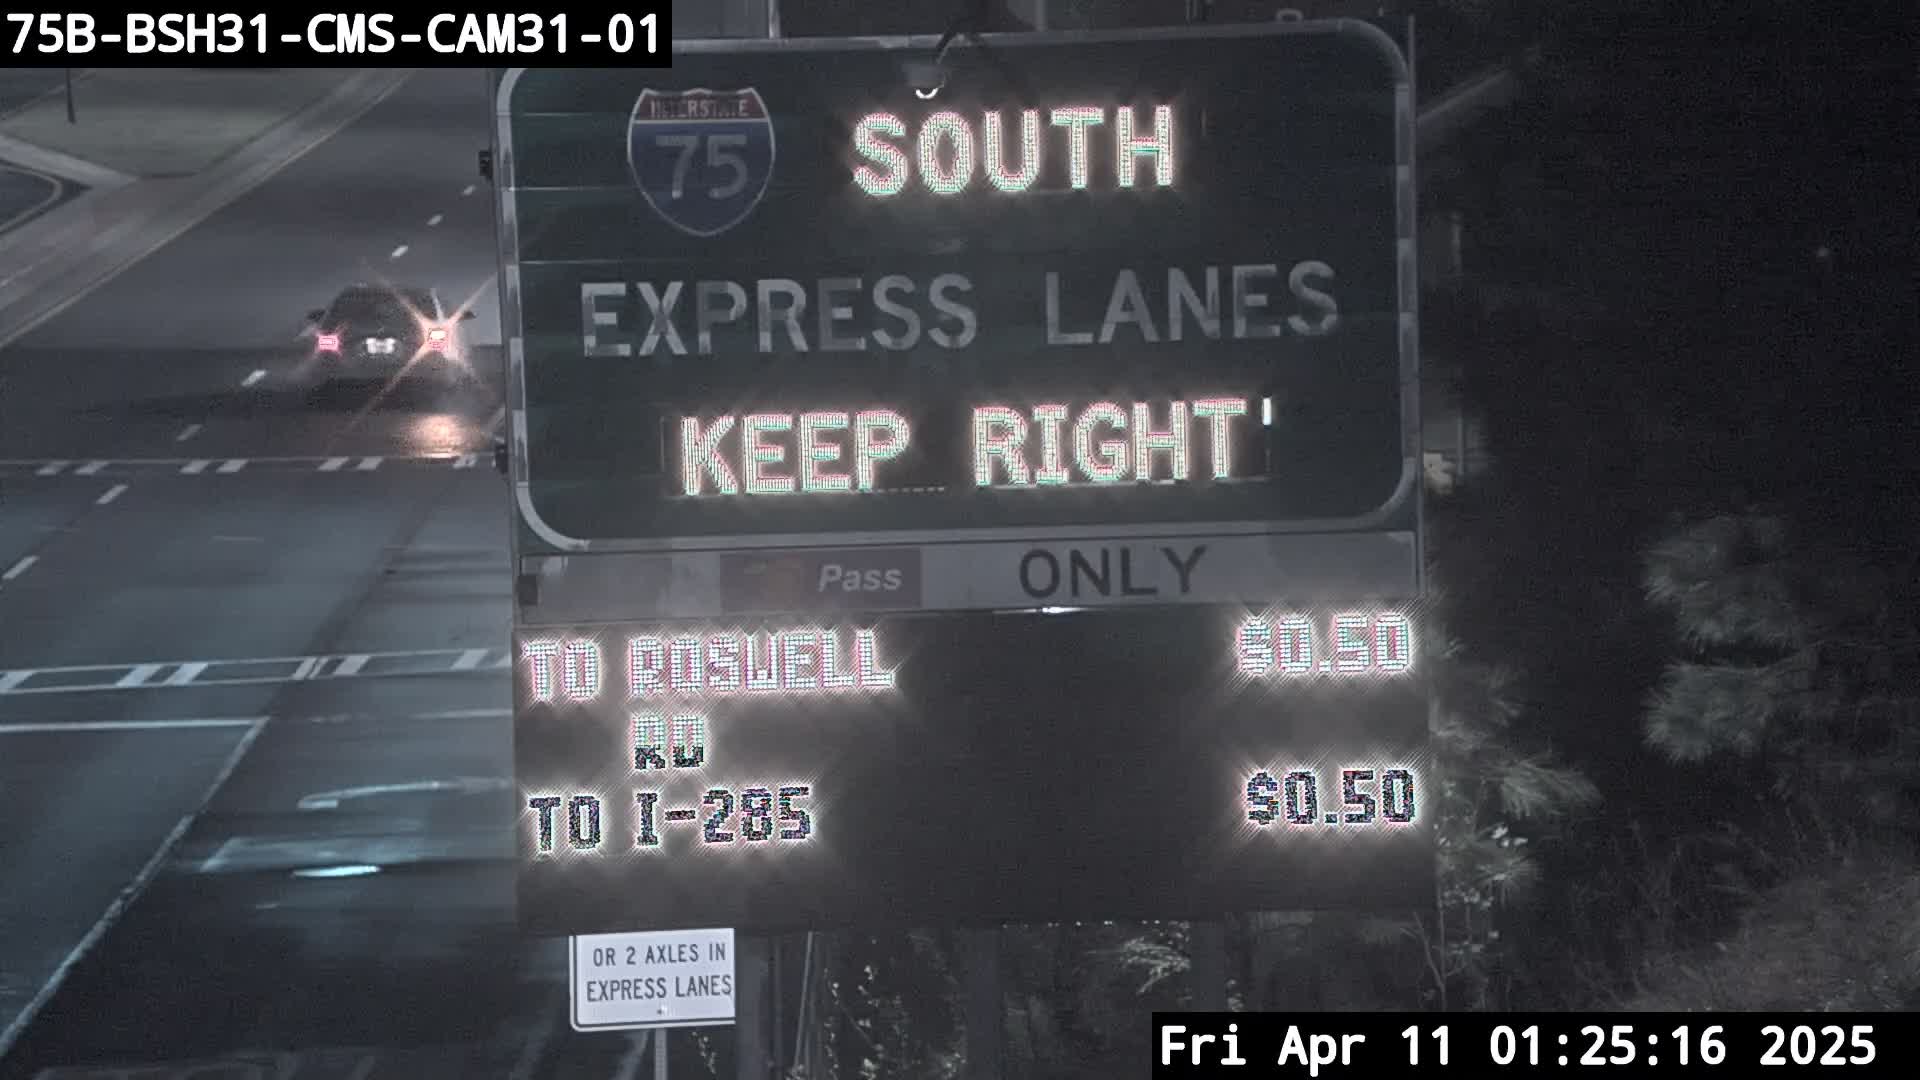 75B-BSH31-CMS-CAM31-01
INTERSTATE
75
SOUTH
EXPRESS LANES
KEEP RIGHT
Pass ONLY
TO ROSWELL $0.50
RD
TO I-285 $0.50
OR 2 AXLES IN
EXPRESS LANES
Fri Apr 11 01:25:16 2025